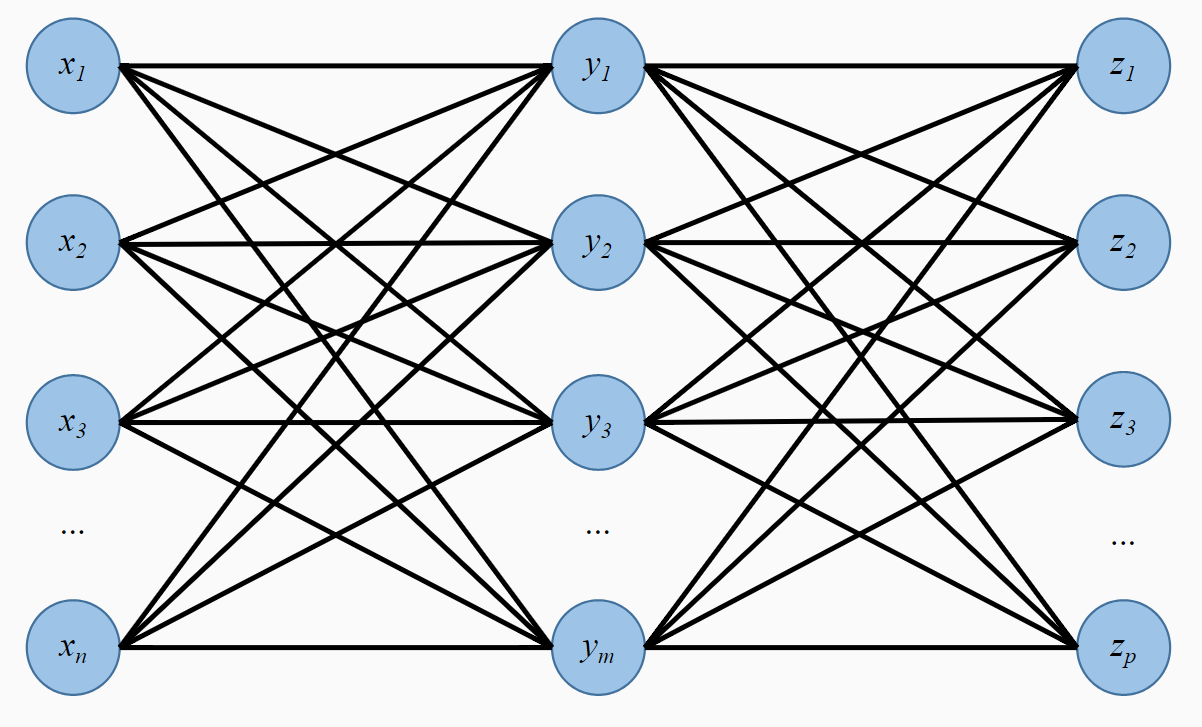 x1 y1 z1
x2 y2 z2
x3 y3 z3
... ... ...
xn ym zp